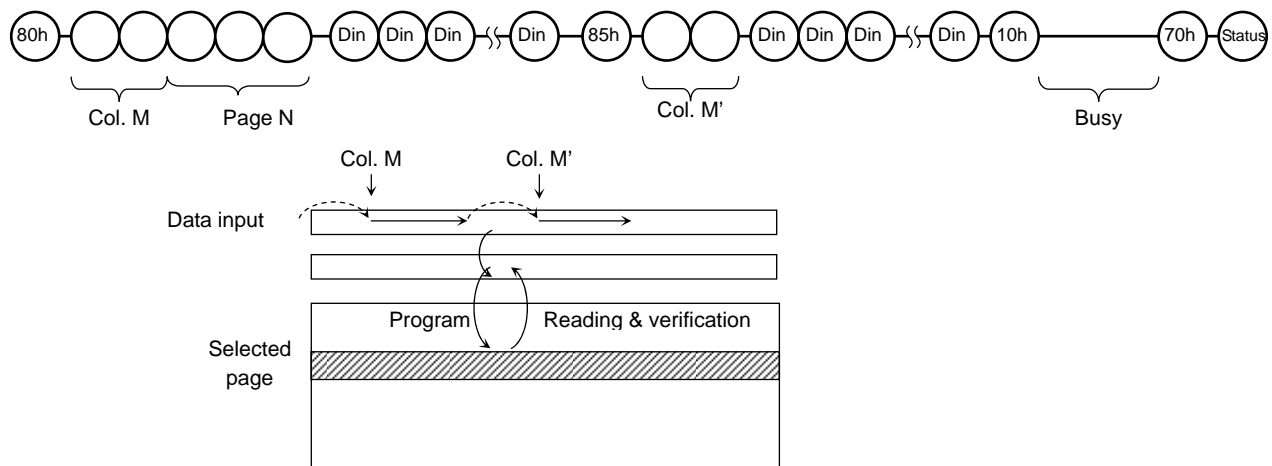 80h Din Din Din Din 85h Din Din Din Din 10h 70h Status
Col. M Page N Col. M’ Busy
Col. M Col. M’
Data input
Program Reading & verification
Selected
page